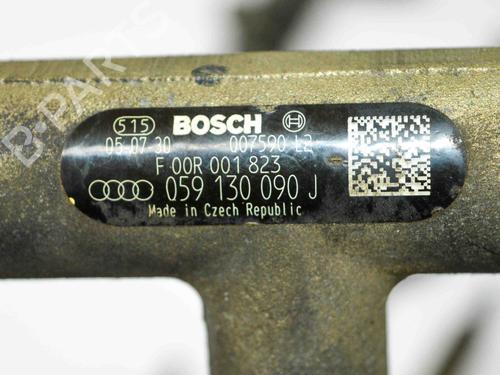 515 BOSCH
05.07.30 007590 L2
F 00R 001 823
059 130 090 J
Made in Czech Republic
B-PARTS